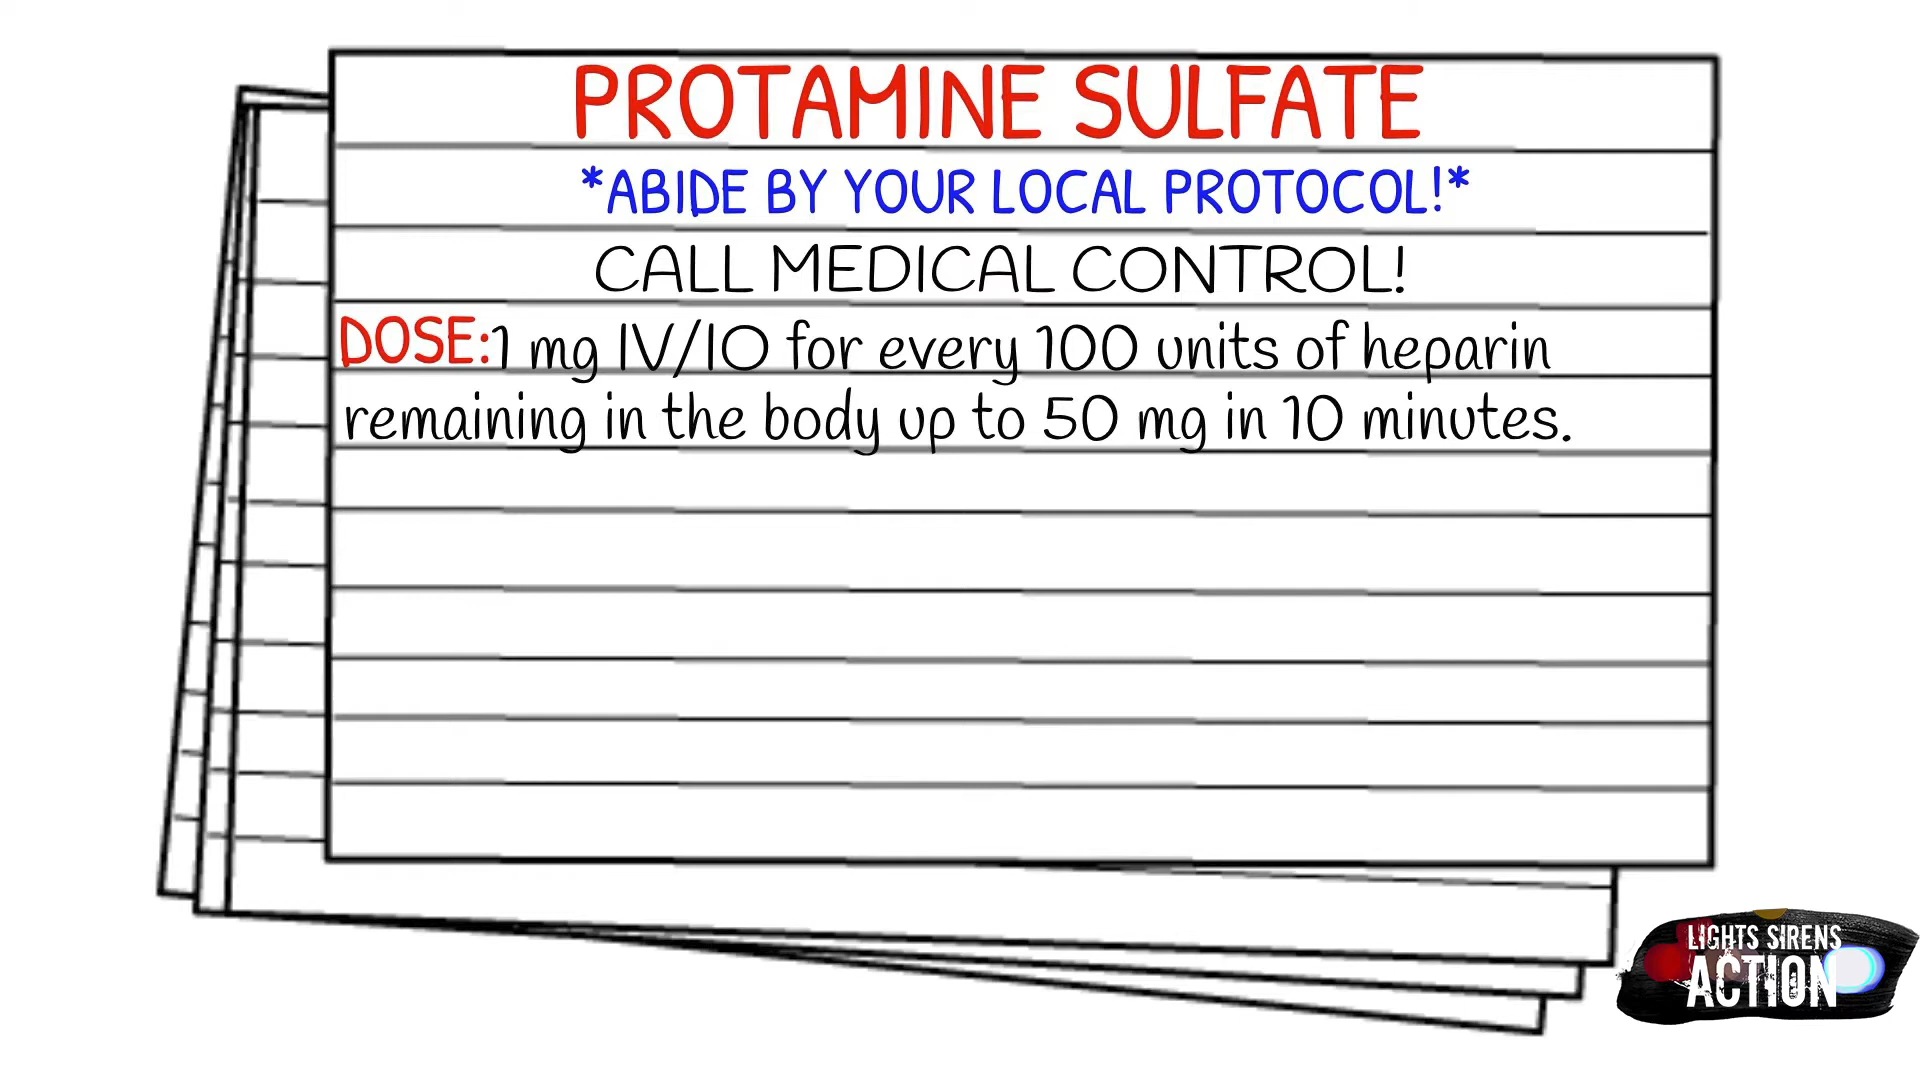 PROTAMINE SULFATE
*ABIDE BY YOUR LOCAL PROTOCOL!*
CALL MEDICAL CONTROL!
DOSE:1 mg IV/IO for every 100 units of heparin
remaining in the body up to 50 mg in 10 minutes.
LIGHTS SIRENS
ACTION